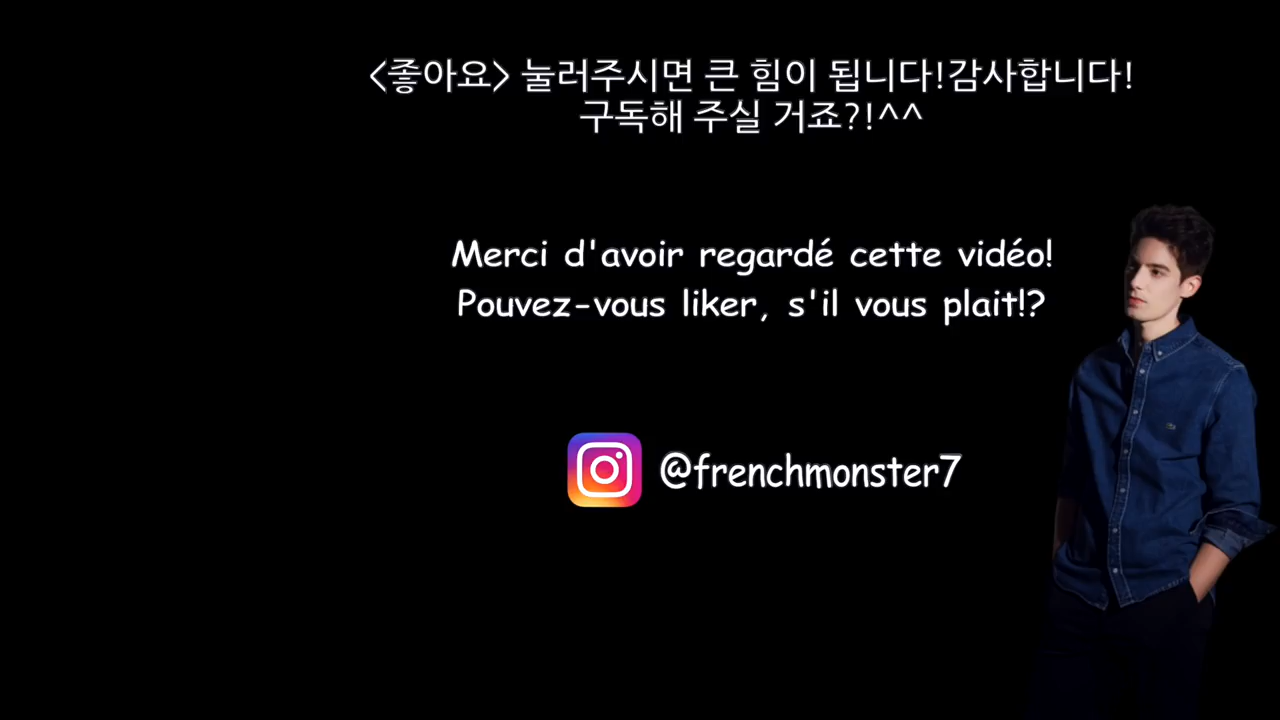 <좋아요> 눌러주시면 큰 힘이 됩니다!감사합니다!
구독해 주실 거죠?!^^
Merci d'avoir regardé cette vidéo!
Pouvez-vous liker, s'il vous plait!?
@frenchmonster7